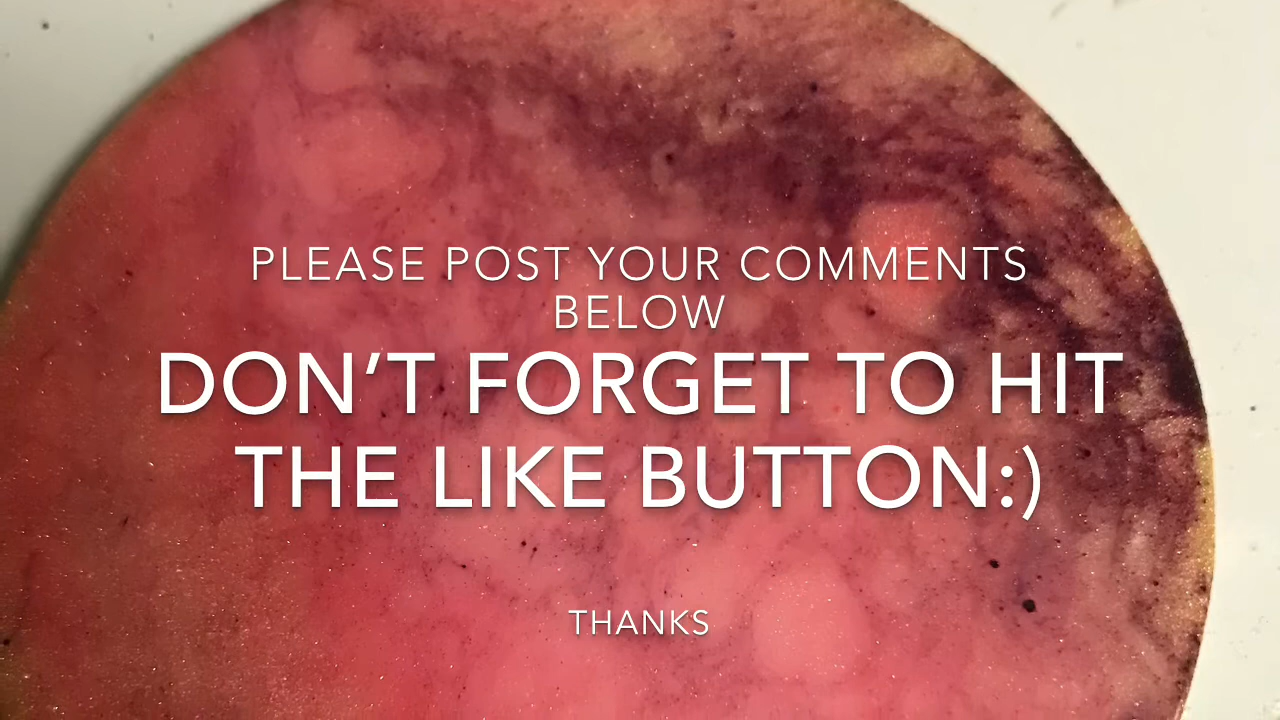 PLEASE POST YOUR COMMENTS
BELOW
DON’T FORGET TO HIT
THE LIKE BUTTON:)
THANKS